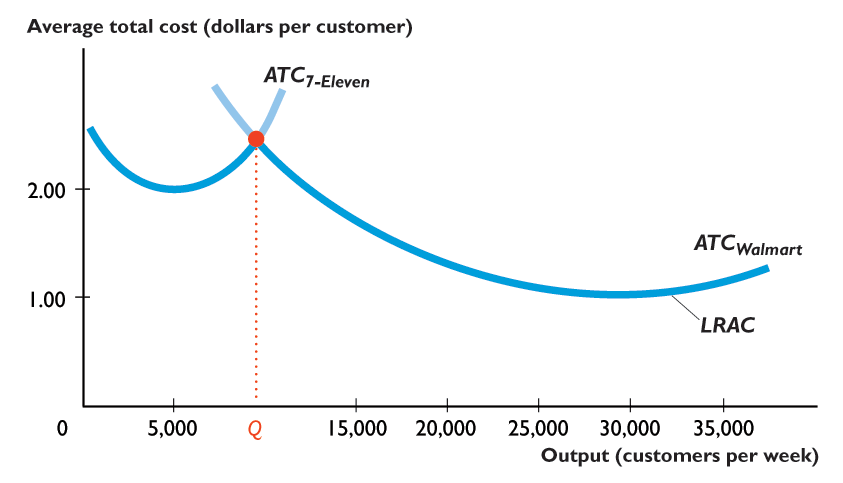 Average total cost (dollars per customer)
ATC7-Eleven
2.00
ATCWalmart
1.00
LRAC
0 5,000 Q 15,000 20,000 25,000 30,000 35,000
Output (customers per week)